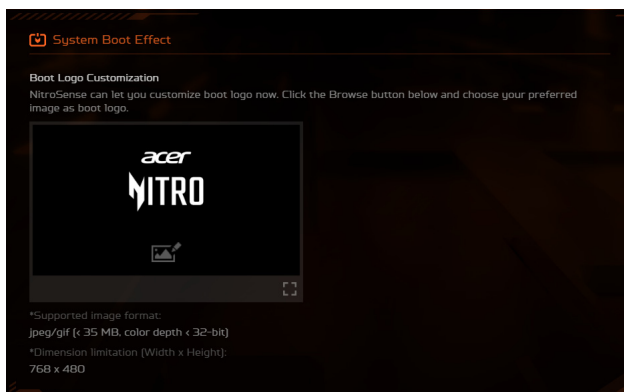 System Boot Effect
Boot Logo Customization
NitroSense can let you customize boot logo now. Click the Browse button below and choose your preferred
image as boot logo.
acer
NITRO
*Supported image format:
jpeg/gif (< 35 MB, color depth < 32-bit)
*Dimension limitation (Width x Height):
768 x 480